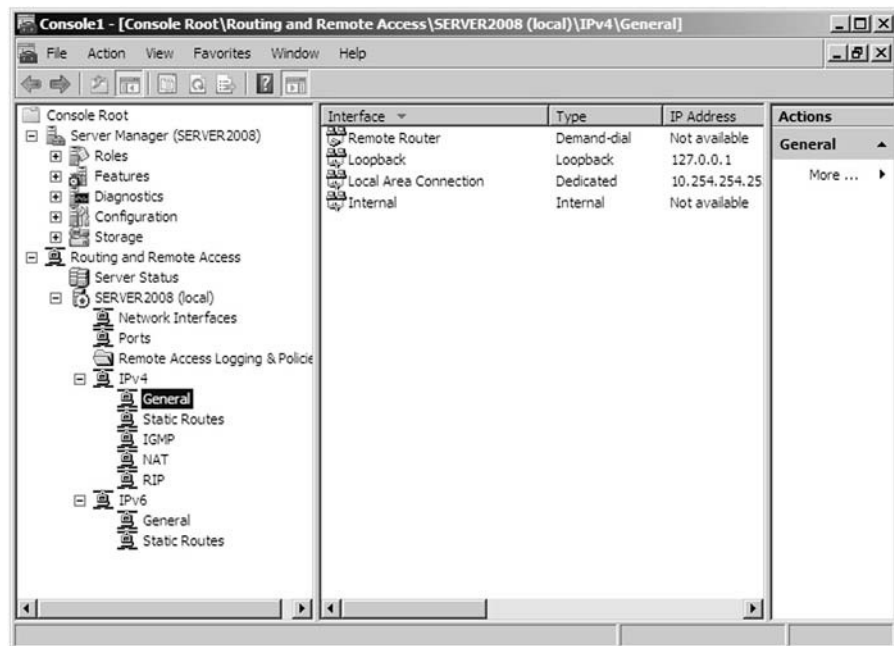 Console1 - [Console Root\Routing and Remote Access\SERVER2008 (local)\IPv4\General]
File Action View Favorites Window Help
Console Root
Server Manager (SERVER2008)
Roles
Features
Diagnostics
Configuration
Storage
Routing and Remote Access
Server Status
SERVER2008 (local)
Network Interfaces
Ports
Remote Access Logging & Policie
IPv4
General
Static Routes
IGMP
NAT
RIP
IPv6
General
Static Routes
Interface Type IP Address
Remote Router Demand-dial Not available
Loopback Loopback 127.0.0.1
Local Area Connection Dedicated 10.254.254.25
Internal Internal Not available
Actions
General
More ...